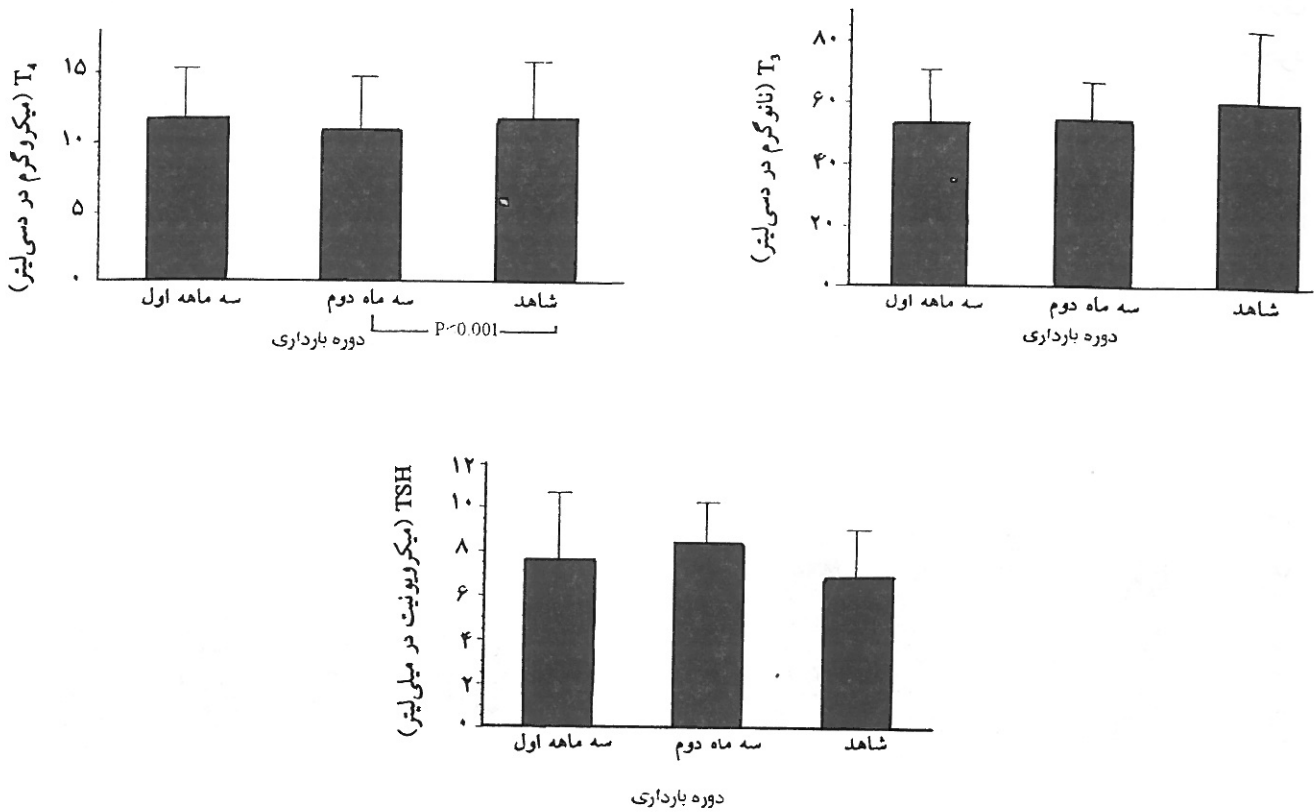 T₄ (میکروگرم در دسی‌لیتر)
۱۵
۱۰
۵
۰
سه ماهه اول
سه ماه دوم
شاهد
P<0.001
دوره بارداری
T₃ (نانوگرم در دسی‌لیتر)
۸۰
۶۰
۴۰
۲۰
۰
سه ماهه اول
سه ماه دوم
شاهد
دوره بارداری
TSH (میکرویونیت در میلی‌لیتر)
۱۲
۱۰
۸
۶
۴
۲
۰
سه ماهه اول
سه ماه دوم
شاهد
دوره بارداری